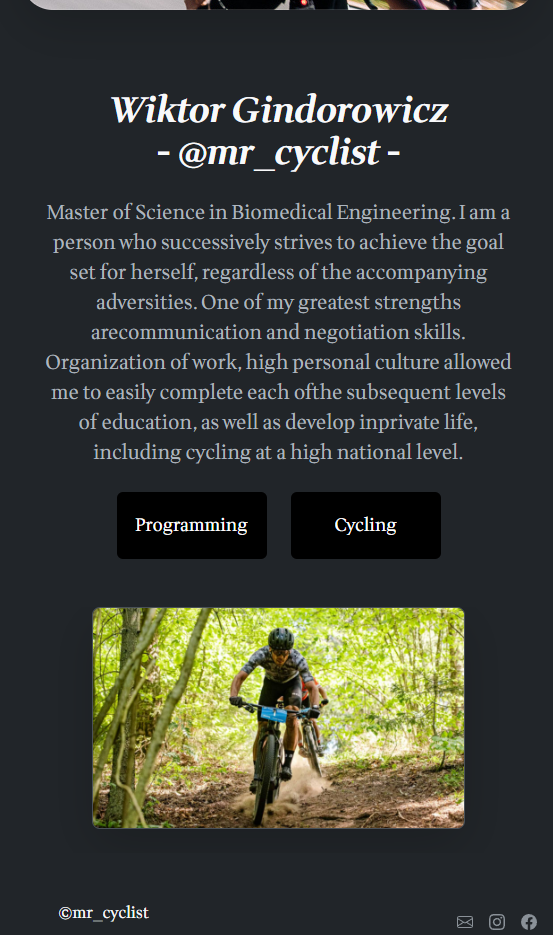 Wiktor Gindorowicz
- @mr_cyclist -
Master of Science in Biomedical Engineering. I am a
person who successively strives to achieve the goal
set for herself, regardless of the accompanying
adversities. One of my greatest strengths
arecommunication and negotiation skills.
Organization of work, high personal culture allowed
me to easily complete each ofthe subsequent levels
of education, as well as develop inprivate life,
including cycling at a high national level.
Programming
Cycling
©mr_cyclist